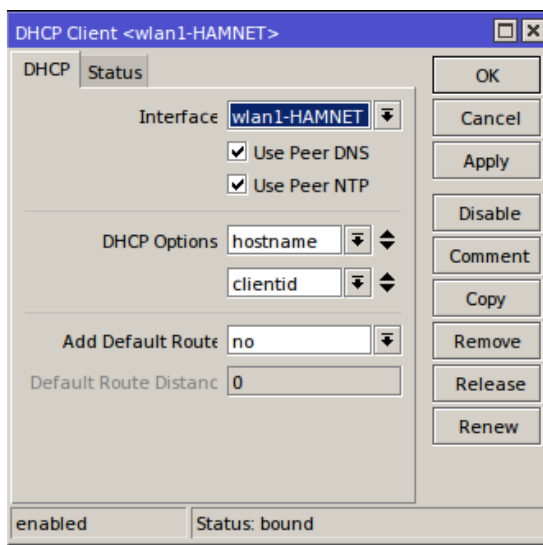 DHCP Client <wlan1-HAMNET>
DHCP Status
Interface wlan1-HAMNET
Use Peer DNS
Use Peer NTP
DHCP Options hostname
clientid
Add Default Route no
Default Route Distanc 0
OK
Cancel
Apply
Disable
Comment
Copy
Remove
Release
Renew
enabled Status: bound